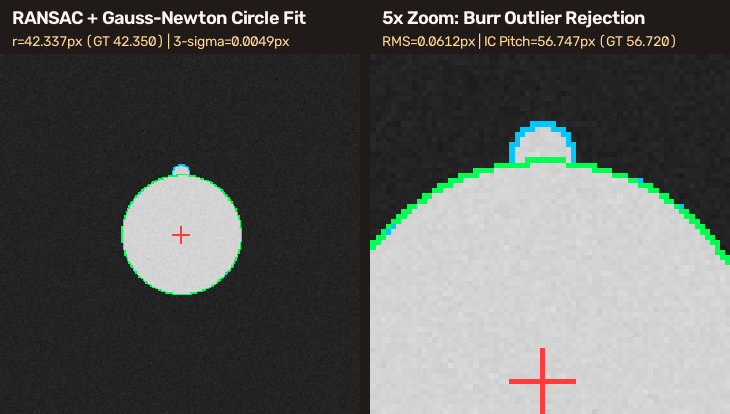 RANSAC + Gauss-Newton Circle Fit
r=42.337px (GT 42.350) | 3-sigma=0.0049px
5x Zoom: Burr Outlier Rejection
RMS=0.0612px | IC Pitch=56.747px (GT 56.720)